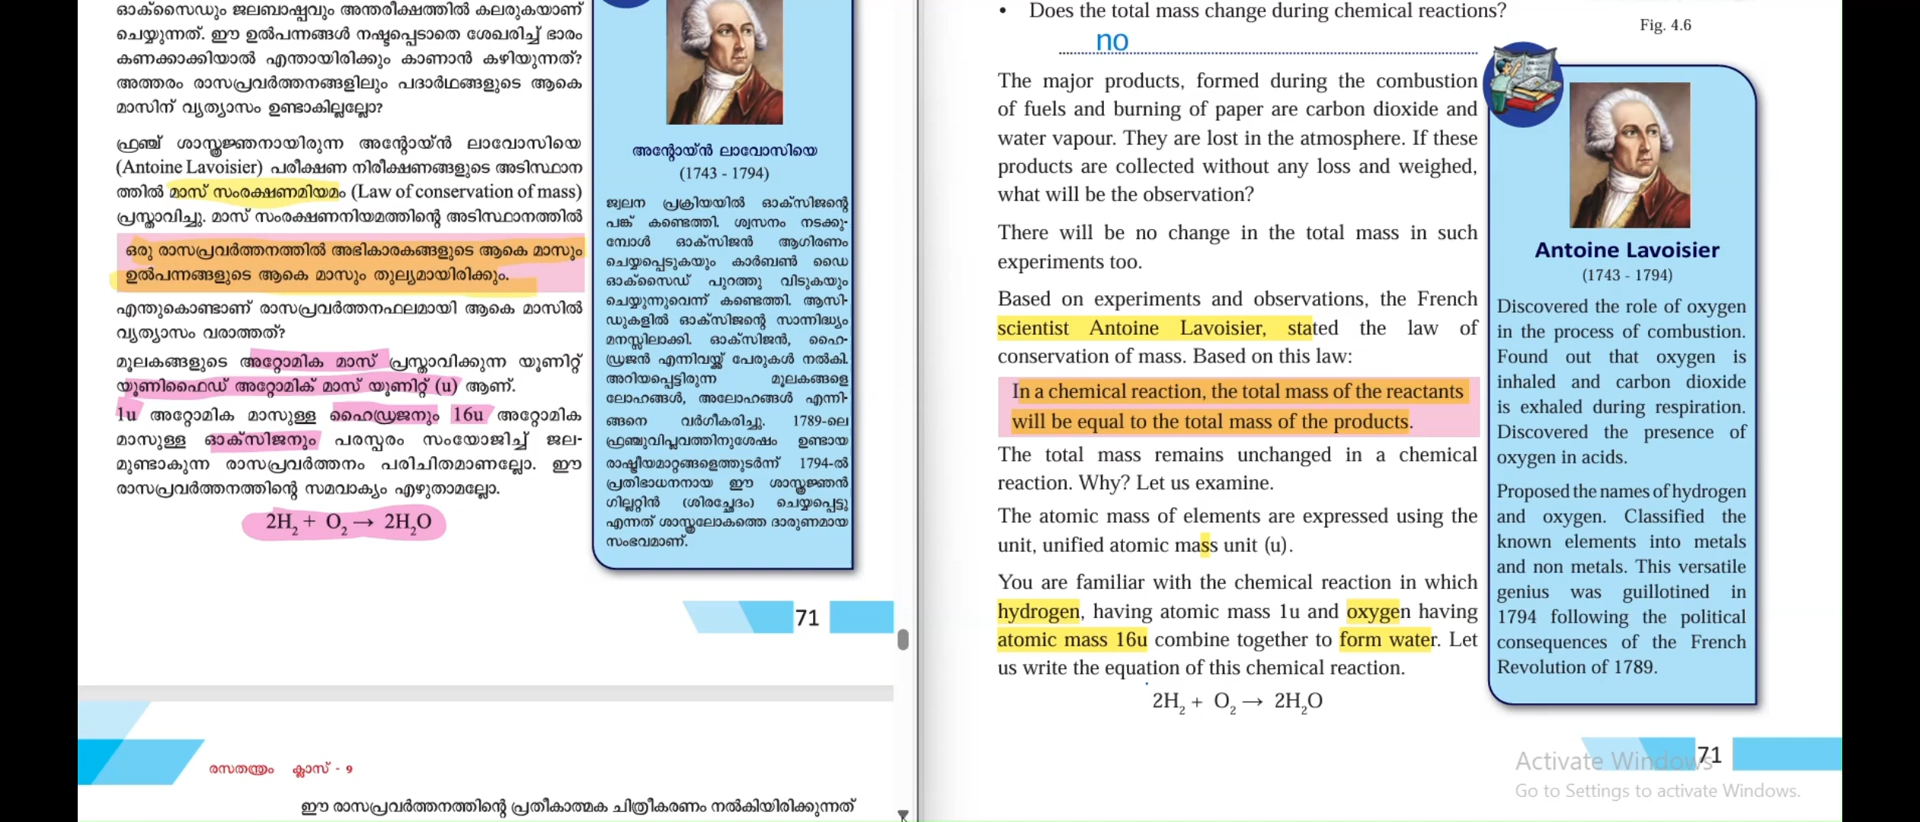 ഓക്സൈഡും ജലബാഷ്പവും അന്തരീക്ഷത്തിൽ കലരുകയാണ്
ചെയ്യുന്നത്. ഈ ഉൽപന്നങ്ങൾ നഷ്ടപ്പെടാതെ ശേഖരിച്ച് ഭാരം
കണക്കാക്കിയാൽ എന്തായിരിക്കും കാണാൻ കഴിയുന്നത്?
അത്തരം രാസപ്രവർത്തനങ്ങളിലും പദാർഥങ്ങളുടെ ആകെ
മാസിന് വ്യത്യാസം ഉണ്ടാകില്ലല്ലോ?
ഫ്രഞ്ച് ശാസ്ത്രജ്ഞനായിരുന്ന അന്റോയ്ൻ ലാവോസിയെ
(Antoine Lavoisier) പരീക്ഷണ നിരീക്ഷണങ്ങളുടെ അടിസ്ഥാന
ത്തിൽ മാസ് സംരക്ഷണമിയമം (Law of conservation of mass)
പ്രസ്താവിച്ചു. മാസ് സംരക്ഷണനിയമത്തിന്റെ അടിസ്ഥാനത്തിൽ
ഒരു രാസപ്രവർത്തനത്തിൽ അഭികാരകങ്ങളുടെ ആകെ മാസും
ഉൽപന്നങ്ങളുടെ ആകെ മാസും തുല്യമായിരിക്കും.
എന്തുകൊണ്ടാണ് രാസപ്രവർത്തനഫലമായി ആകെ മാസിൽ
വ്യത്യാസം വരാത്തത്?
മൂലകങ്ങളുടെ അറ്റോമിക മാസ് പ്രസ്താവിക്കുന്ന യൂണിറ്റ്
യൂണിഫൈഡ് അറ്റോമിക് മാസ് യൂണിറ്റ് (u) ആണ്.
1u അറ്റോമിക മാസുള്ള ഹൈഡ്രജനും 16u അറ്റോമിക
മാസുള്ള ഓക്സിജനും പരസ്പരം സംയോജിച്ച് ജല-
മുണ്ടാകുന്ന രാസപ്രവർത്തനം പരിചിതമാണല്ലോ. ഈ
രാസപ്രവർത്തനത്തിന്റെ സമവാക്യം എഴുതാമല്ലോ.
2H₂ + O₂ → 2H₂O
അന്റോയ്ൻ ലാവോസിയെ
(1743 - 1794)
ജ്വലന പ്രക്രിയയിൽ ഓക്സിജന്റെ
പങ്ക് കണ്ടെത്തി. ശ്വസനം നടക്കു-
മ്പോൾ ഓക്സിജൻ ആഗിരണം
ചെയ്യപ്പെടുകയും കാർബൺ ഡൈ
ഓക്സൈഡ് പുറത്തു വിടുകയും
ചെയ്യുന്നുവെന്ന് കണ്ടെത്തി. ആസി-
ഡുകളിൽ ഓക്സിജന്റെ സാന്നിദ്ധ്യം
മനസ്സിലാക്കി. ഓക്സിജൻ, ഹൈ-
ഡ്രജൻ എന്നിവയ്ക്ക് പേരുകൾ നൽകി.
അറിയപ്പെട്ടിരുന്ന മൂലകങ്ങളെ
ലോഹങ്ങൾ, അലോഹങ്ങൾ എന്നി-
ങ്ങനെ വർഗീകരിച്ചു. 1789-ലെ
ഫ്രഞ്ചുവിപ്ലവത്തിനുശേഷം ഉണ്ടായ
രാഷ്ട്രീയമാറ്റങ്ങളെത്തുടർന്ന് 1794-ൽ
പ്രതിഭാധനനായ ഈ ശാസ്ത്രജ്ഞൻ
ഗില്ലറ്റിൻ (ശിരച്ഛേദം) ചെയ്യപ്പെട്ടു
എന്നത് ശാസ്ത്രലോകത്തെ ദാരുണമായ
സംഭവമാണ്.
71
രസതന്ത്രം ക്ലാസ് - 9
ഈ രാസപ്രവർത്തനത്തിന്റെ പ്രതീകാത്മക ചിത്രീകരണം നൽകിയിരിക്കുന്നത്
• Does the total mass change during chemical reactions?
no
Fig. 4.6
The major products, formed during the combustion
of fuels and burning of paper are carbon dioxide and
water vapour. They are lost in the atmosphere. If these
products are collected without any loss and weighed,
what will be the observation?
There will be no change in the total mass in such
experiments too.
Based on experiments and observations, the French
scientist Antoine Lavoisier, stated the law of
conservation of mass. Based on this law:
In a chemical reaction, the total mass of the reactants
will be equal to the total mass of the products.
The total mass remains unchanged in a chemical
reaction. Why? Let us examine.
The atomic mass of elements are expressed using the
unit, unified atomic mass unit (u).
You are familiar with the chemical reaction in which
hydrogen, having atomic mass 1u and oxygen having
atomic mass 16u combine together to form water. Let
us write the equation of this chemical reaction.
2H₂ + O₂ → 2H₂O
Antoine Lavoisier
(1743 - 1794)
Discovered the role of oxygen
in the process of combustion.
Found out that oxygen is
inhaled and carbon dioxide
is exhaled during respiration.
Discovered the presence of
oxygen in acids.
Proposed the names of hydrogen
and oxygen. Classified the
known elements into metals
and non metals. This versatile
genius was guillotined in
1794 following the political
consequences of the French
Revolution of 1789.
71
Activate Windows
Go to Settings to activate Windows.